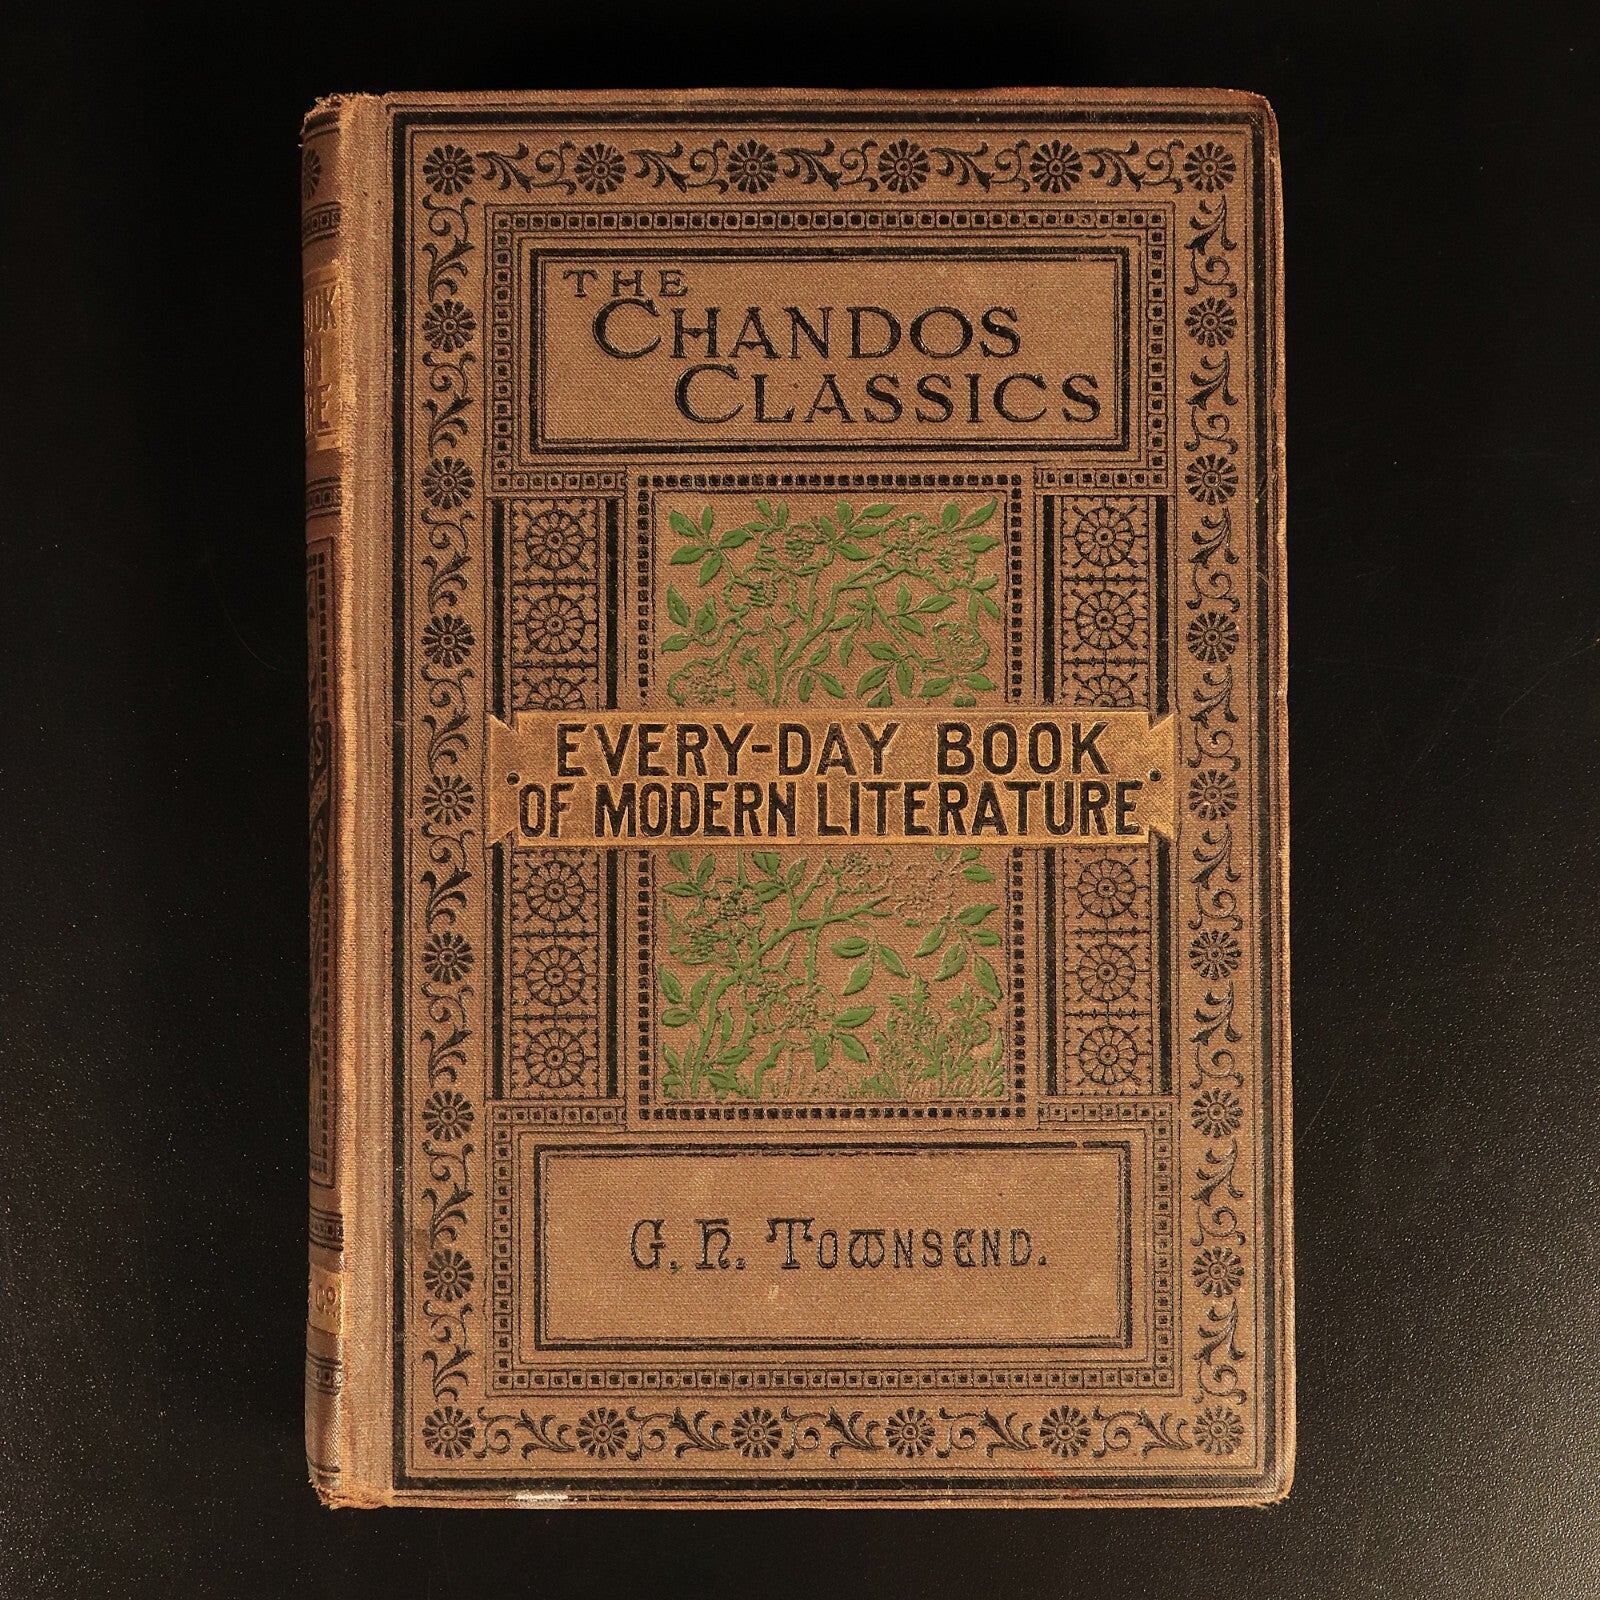 THE
CHANDOS
CLASSICS
EVERY-DAY BOOK
OF MODERN LITERATURE
G. H. TOWNSEND.